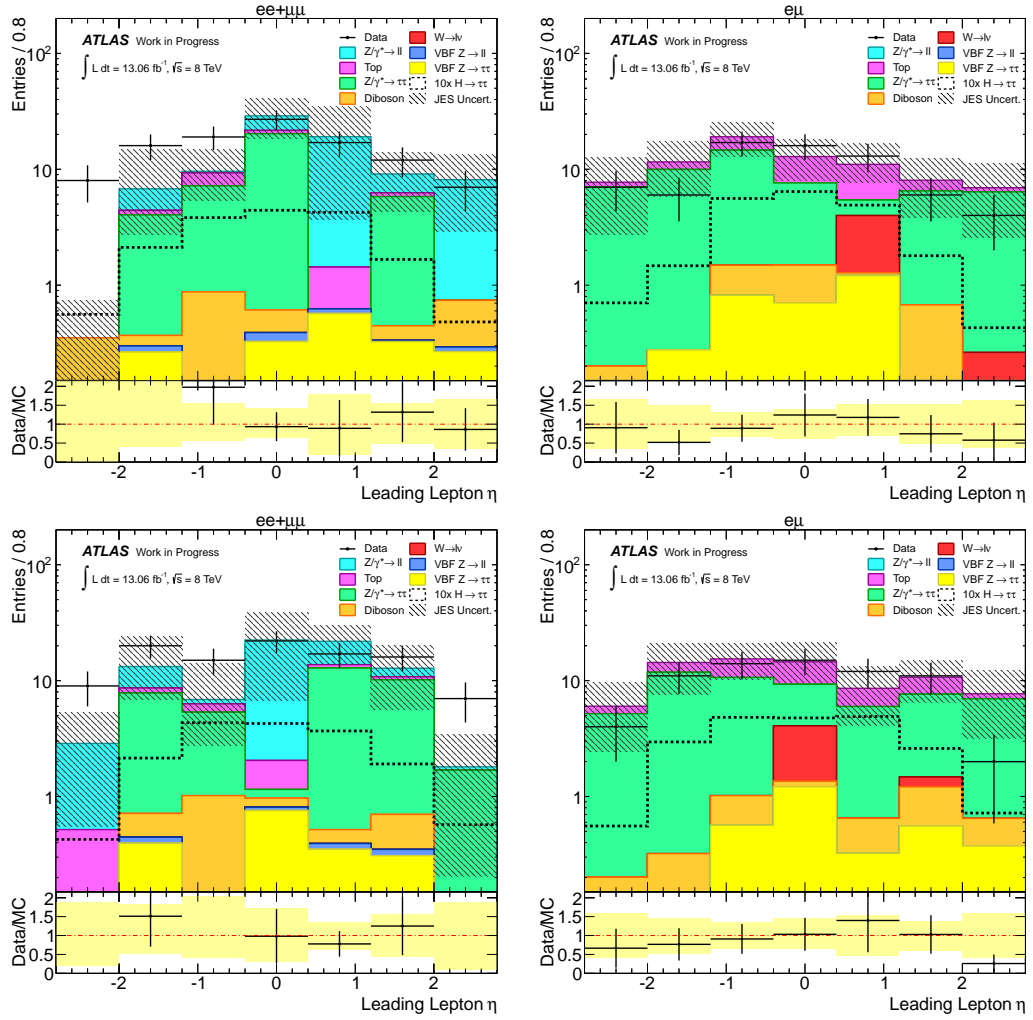 ee+μμ
Entries / 0.8
10²
10
1
ATLAS Work in Progress
∫ L dt = 13.06 fb⁻¹, √s = 8 TeV
Data
Z/γ*→ll
Top
Z/γ*→ττ
Diboson
W→lν
VBF Z→ll
VBF Z→ττ
10x H→ττ
JES Uncert.
Data/MC
2
1.5
1
0.5
0
-2 -1 0 1 2
Leading Lepton η
eμ
Entries / 0.8
10²
10
1
ATLAS Work in Progress
∫ L dt = 13.06 fb⁻¹, √s = 8 TeV
Data
Z/γ*→ll
Top
Z/γ*→ττ
Diboson
W→lν
VBF Z→ll
VBF Z→ττ
10x H→ττ
JES Uncert.
Data/MC
2
1.5
1
0.5
0
-2 -1 0 1 2
Leading Lepton η
ee+μμ
Entries / 0.8
10²
10
1
ATLAS Work in Progress
∫ L dt = 13.06 fb⁻¹, √s = 8 TeV
Data
Z/γ*→ll
Top
Z/γ*→ττ
Diboson
W→lν
VBF Z→ll
VBF Z→ττ
10x H→ττ
JES Uncert.
Data/MC
2
1.5
1
0.5
0
-2 -1 0 1 2
Leading Lepton η
eμ
Entries / 0.8
10²
10
1
ATLAS Work in Progress
∫ L dt = 13.06 fb⁻¹, √s = 8 TeV
Data
Z/γ*→ll
Top
Z/γ*→ττ
Diboson
W→lν
VBF Z→ll
VBF Z→ττ
10x H→ττ
JES Uncert.
Data/MC
2
1.5
1
0.5
0
-2 -1 0 1 2
Leading Lepton η